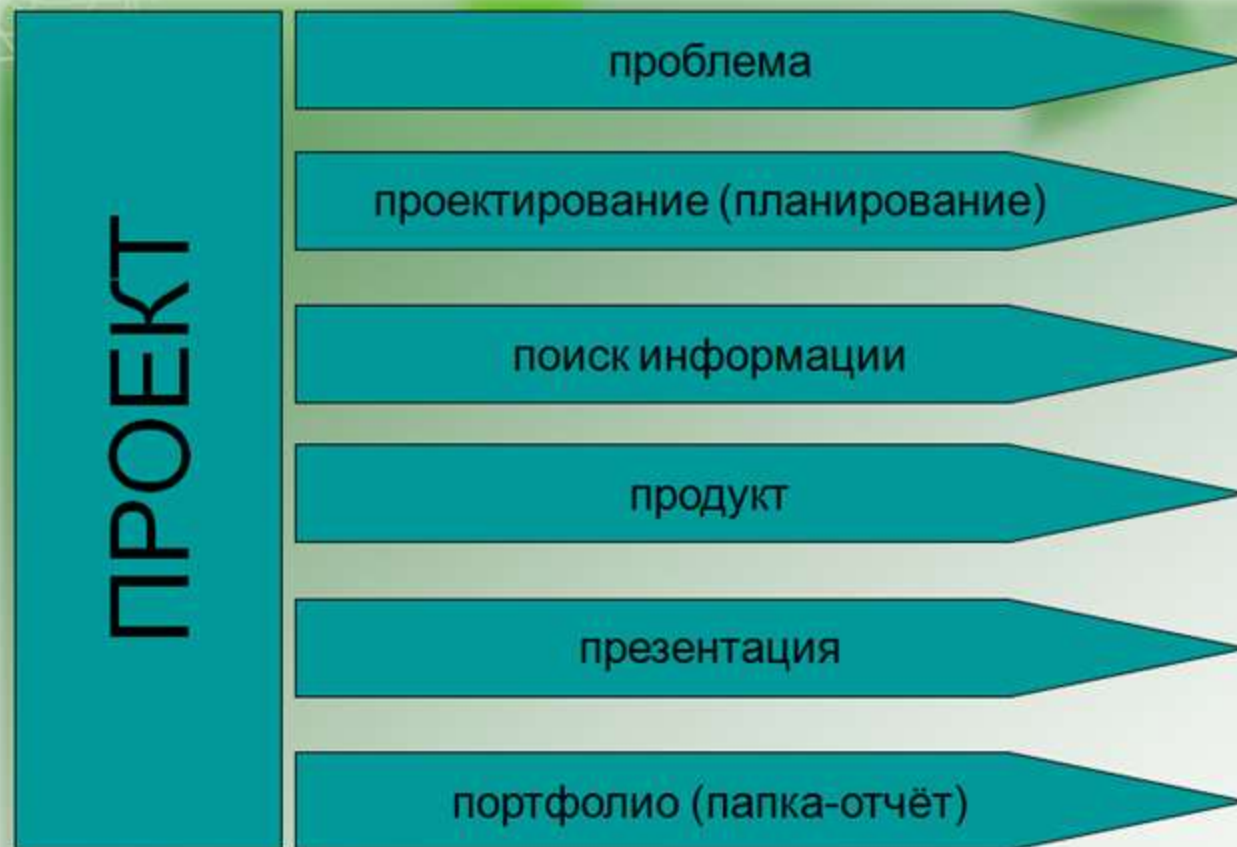 ПРОЕКТ
проблема
проектирование (планирование)
поиск информации
продукт
презентация
портфолио (папка-отчёт)